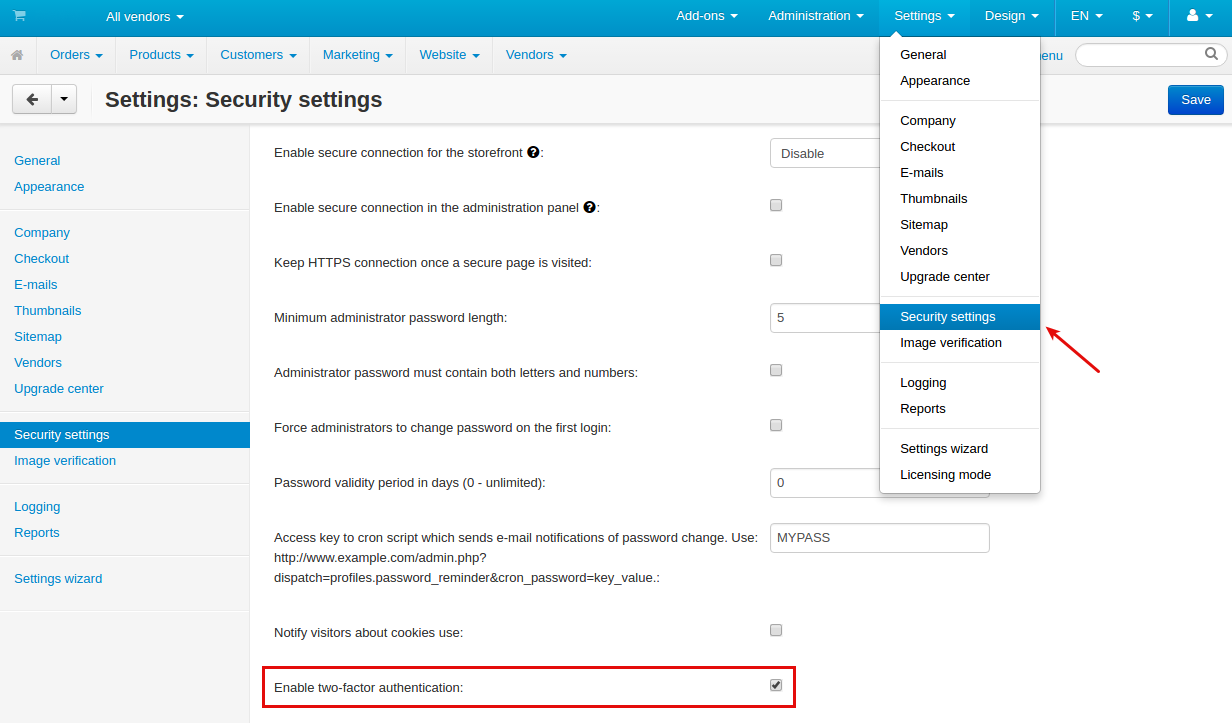 All vendors
Add-ons
Administration
Settings
Design
EN
$
Orders
Products
Customers
Marketing
Website
Vendors
Settings: Security settings
Save
General
Appearance
Company
Checkout
E-mails
Thumbnails
Sitemap
Vendors
Upgrade center
Security settings
Image verification
Logging
Reports
Settings wizard
Enable secure connection for the storefront ?:
Disable
Enable secure connection in the administration panel ?:
Keep HTTPS connection once a secure page is visited:
Minimum administrator password length:
5
Administrator password must contain both letters and numbers:
Force administrators to change password on the first login:
Password validity period in days (0 - unlimited):
0
Access key to cron script which sends e-mail notifications of password change. Use:
http://www.example.com/admin.php?
dispatch=profiles.password_reminder&cron_password=key_value.:
MYPASS
Notify visitors about cookies use:
Enable two-factor authentication:
General
Appearance
Company
Checkout
E-mails
Thumbnails
Sitemap
Vendors
Upgrade center
Security settings
Image verification
Logging
Reports
Settings wizard
Licensing mode